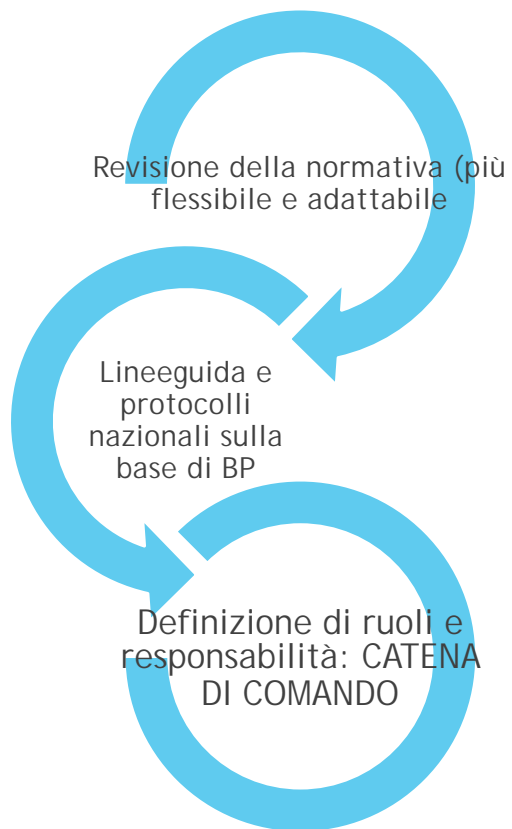 Revisione della normativa (più
flessibile e adattabile
Lineeguida e
protocolli
nazionali sulla
base di BP
Definizione di ruoli e
responsabilità: CATENA
DI COMANDO